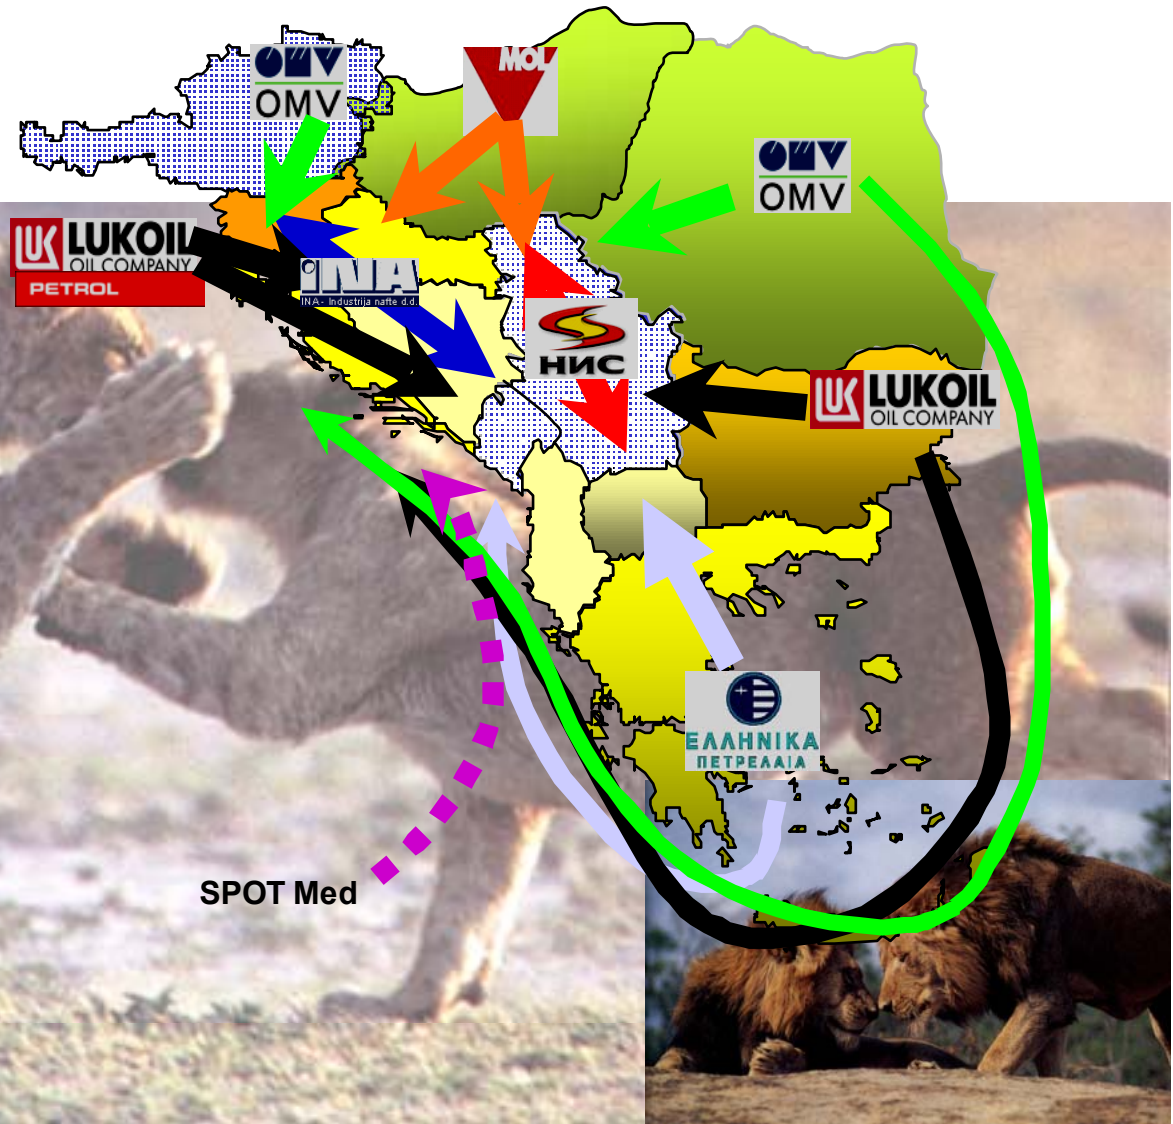 OMV
OMV
MOL
OMV
OMV
LUKOIL
OIL COMPANY
PETROL
INA
INA - Industrija nafte d.d.
НИС
LUKOIL
OIL COMPANY
ΕΛΛΗΝΙΚΑ
ΠΕΤΡΕΛΑΙΑ
SPOT Med